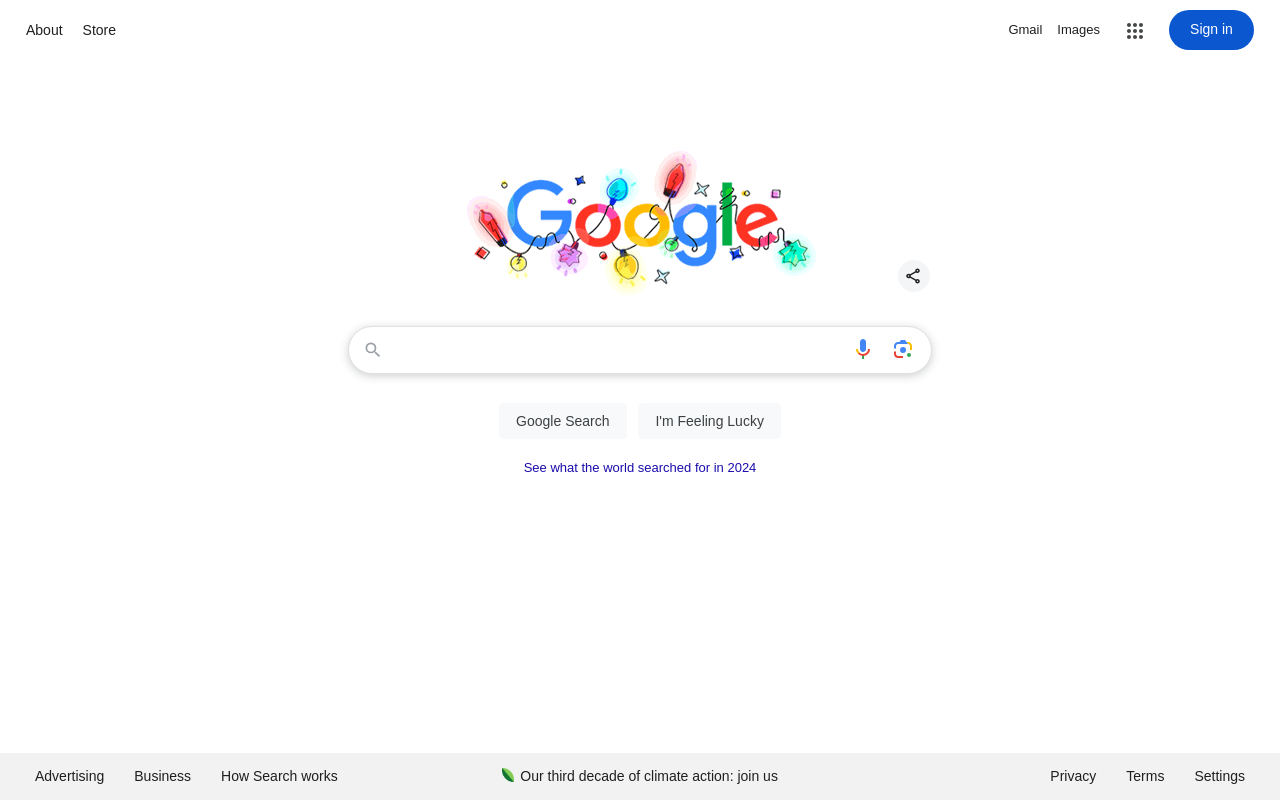 About Store
Gmail Images Sign in
Google
Google Search I'm Feeling Lucky
See what the world searched for in 2024
Advertising Business How Search works
Our third decade of climate action: join us
Privacy Terms Settings